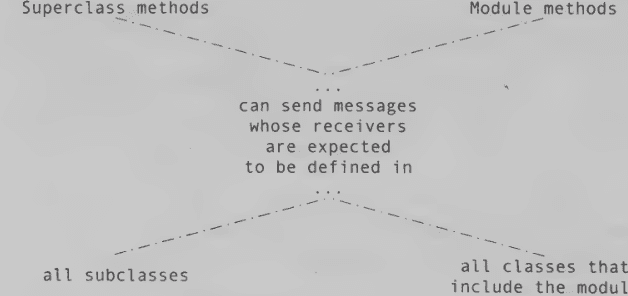 Superclass methods
Module methods
...
can send messages
whose receivers
are expected
to be defined in
...
all subclasses
all classes that
include the modul